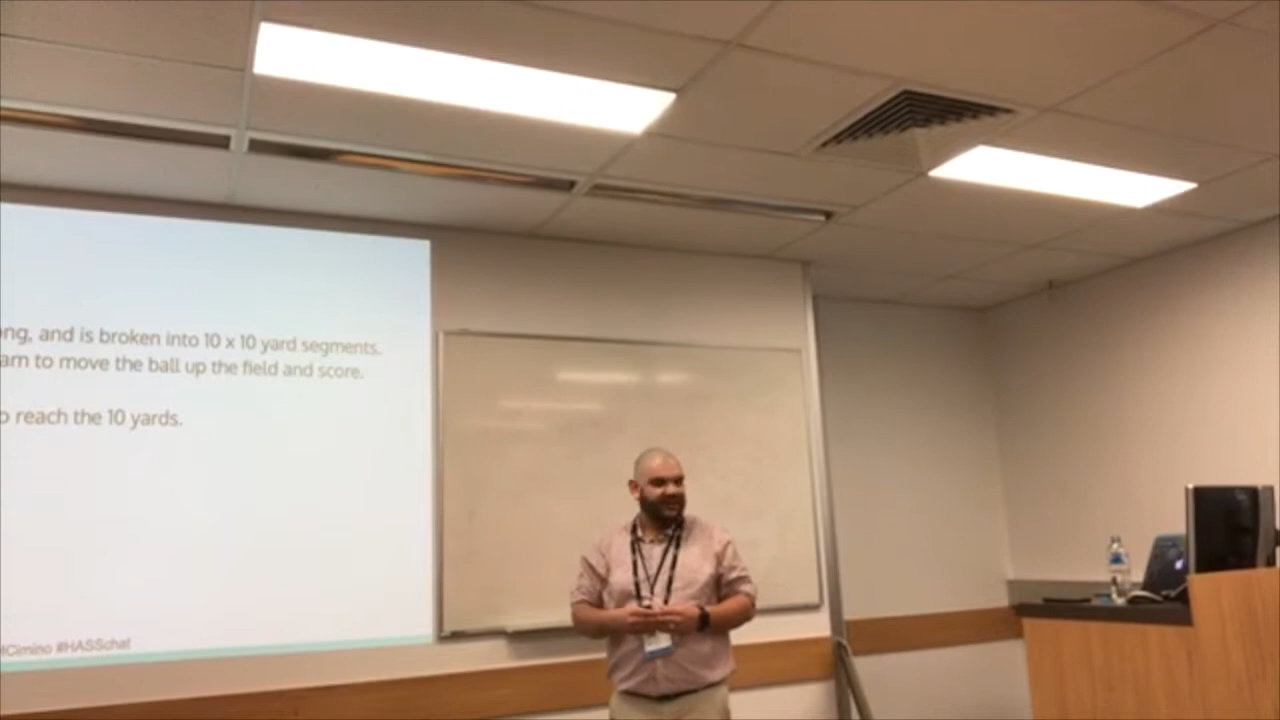 ong, and is broken into 10 x 10 yard segments.
am to move the ball up the field and score.
o reach the 10 yards.
#HASSchat